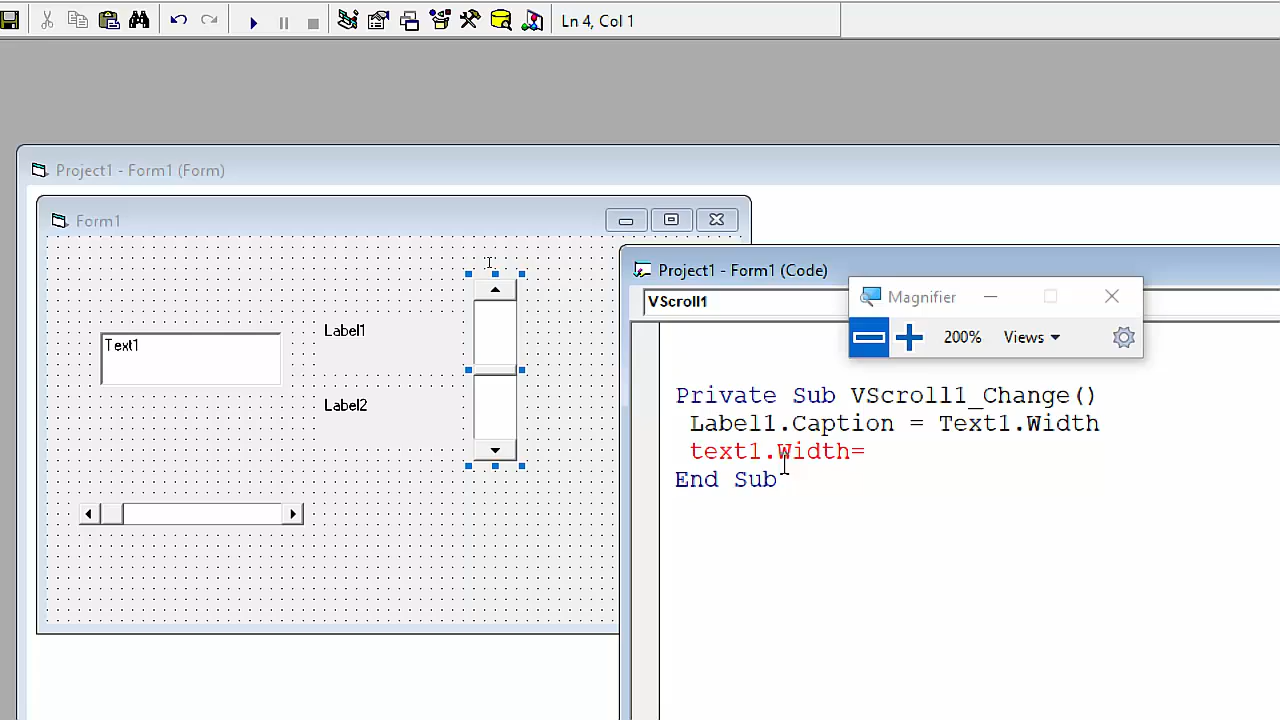 Ln 4, Col 1
Project1 - Form1 (Form)
Form1
Project1 - Form1 (Code)
VScroll1
Magnifier
200% Views
Label1
Text1
Label2
Private Sub VScroll1_Change()
Label1.Caption = Text1.Width
text1.Width=
End Sub